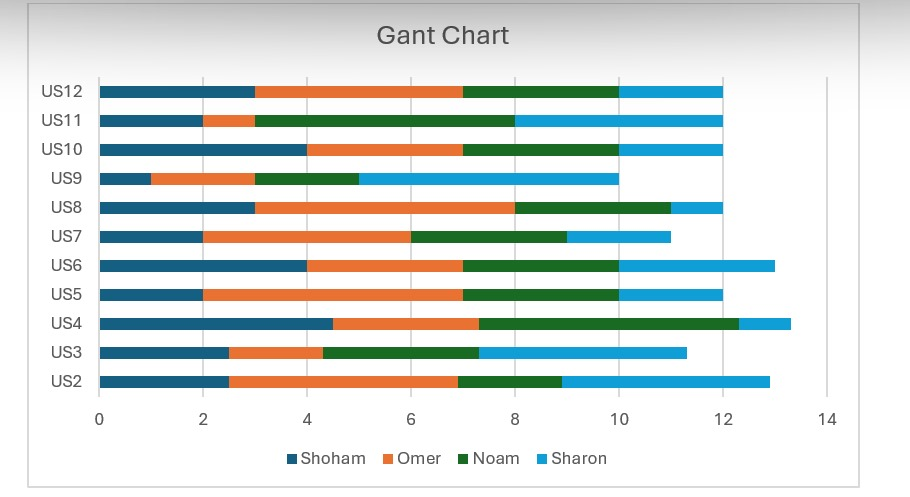 Gant Chart
US12
US11
US10
US9
US8
US7
US6
US5
US4
US3
US2
0 2 4 6 8 10 12 14
Shoham Omer Noam Sharon